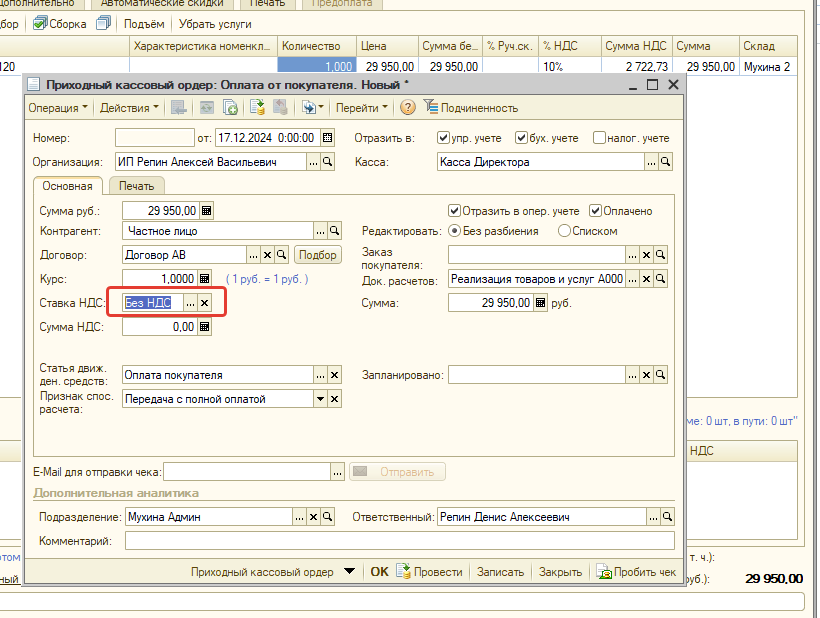 Дополнительно Автоматические скидки Печать Предоплата
Сборка Подъём Убрать услуги
Характеристика номенкл... Количество Цена Сумма бе... % Руч.ск. % НДС Сумма НДС Сумма Склад
120 1,000 29 950,00 29 950,00 10% 2 722,73 29 950,00 Мухина 2
Приходный кассовый ордер: Оплата от покупателя. Новый *
Операция Действия Перейти ? Подчиненность
Номер: от: 17.12.2024 0:00:00 Отразить в: упр. учете бух. учете налог. учете
Организация: ИП Репин Алексей Васильевич ... Касса: Касса Директора ...
Основная Печать
Сумма руб.: 29 950,00 Отразить в опер. учете Оплачено
Контрагент: Частное лицо ... Редактировать: Без разбиения Списком
Договор: Договор АВ ... Подбор Заказ покупателя: ...
Курс: 1,0000 ( 1 руб. = 1 руб. ) Док. расчетов: Реализация товаров и услуг А000 ...
Ставка НДС: Без НДС ... Сумма: 29 950,00 руб.
Сумма НДС: 0,00
Статья движ. ден. средств: Оплата покупателя ... Запланировано: ...
Признак спос. расчета: Передача с полной оплатой
ме: 0 шт, в пути: 0 шт"
НДС
E-Mail для отправки чека: ... Отправить
Дополнительная аналитика
Подразделение: Мухина Админ ... Ответственный: Репин Денис Алексеевич ...
Комментарий:
т. ч.):
Приходный кассовый ордер ОК Провести Записать Закрыть Пробить чек
руб.): 29 950,00